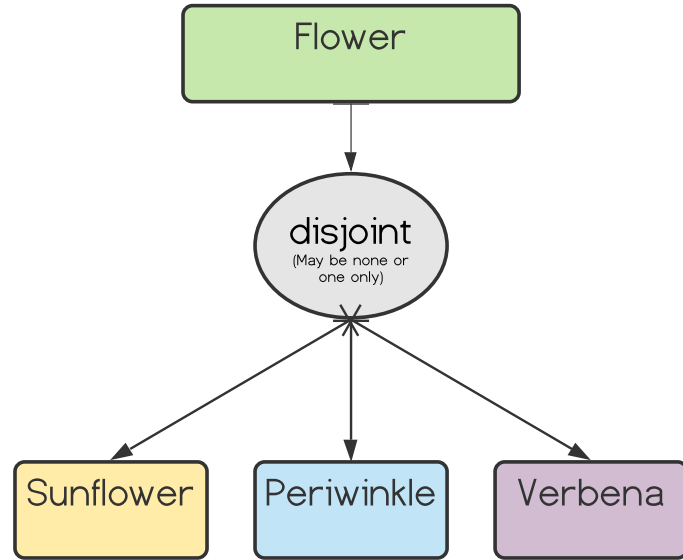 Flower
disjoint
(May be none or
one only)
Sunflower
Periwinkle
Verbena